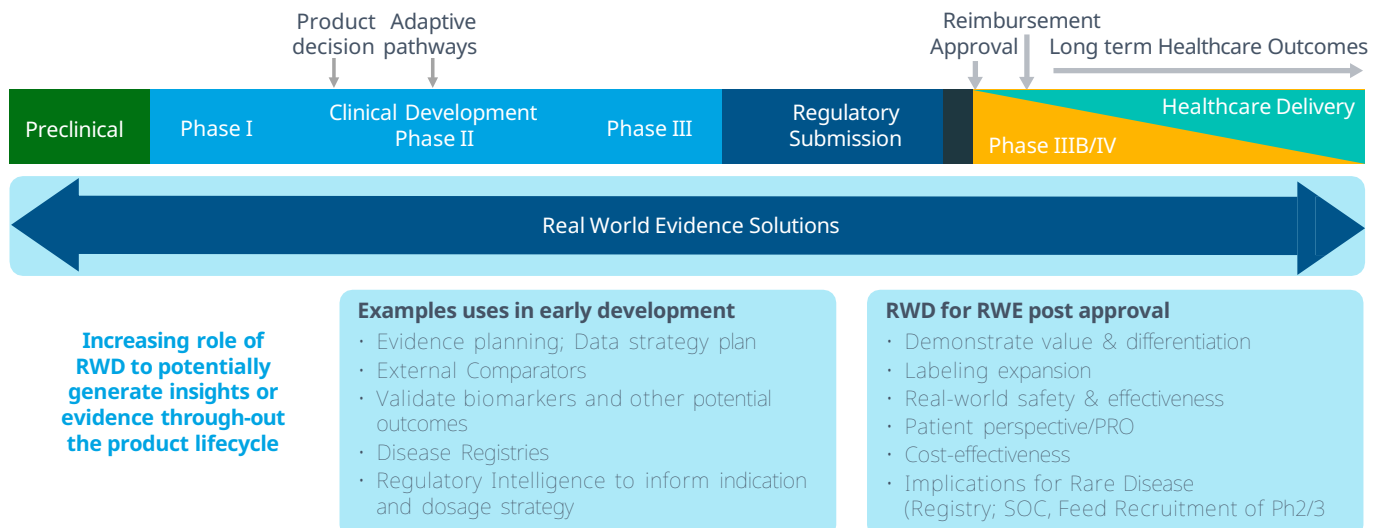 Product
decision
Adaptive
pathways
Reimbursement
Approval
Long term Healthcare Outcomes
Preclinical
Phase I
Clinical Development
Phase II
Phase III
Regulatory
Submission
Phase IIIB/IV
Healthcare Delivery
Real World Evidence Solutions
Increasing role of
RWD to potentially
generate insights or
evidence through-out
the product lifecycle
Examples uses in early development
· Evidence planning; Data strategy plan
· External Comparators
· Validate biomarkers and other potential
outcomes
· Disease Registries
· Regulatory Intelligence to inform indication
and dosage strategy
RWD for RWE post approval
· Demonstrate value & differentiation
· Labeling expansion
· Real-world safety & effectiveness
· Patient perspective/PRO
· Cost-effectiveness
· Implications for Rare Disease
(Registry; SOC, Feed Recruitment of Ph2/3